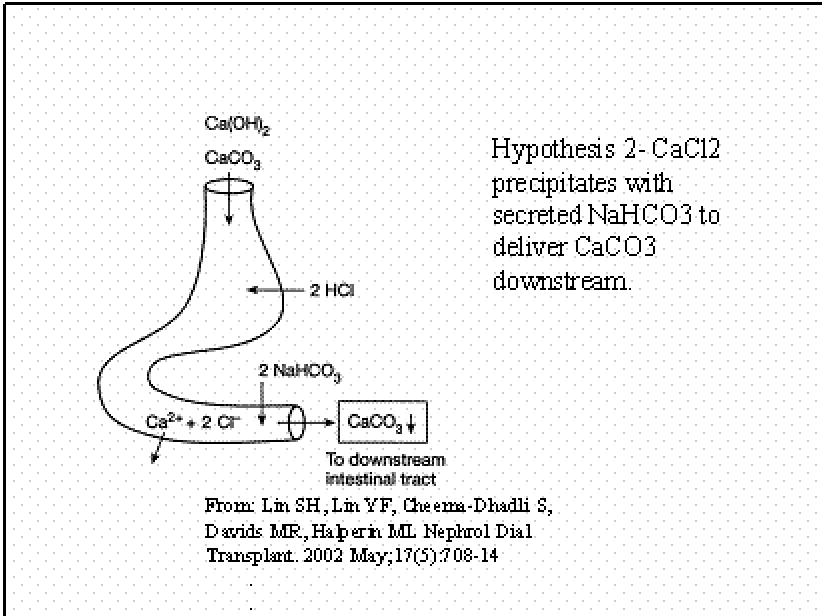 Ca(OH)₂
CaCO₃
Hypothesis 2- CaCl2
precipitates with
secreted NaHCO3 to
deliver CaCO3
downstream.
2 HCl
2 NaHCO₃
Ca²⁺ + 2 Cl⁻
CaCO₃↓
To downstream
intestinal tract
From: Lin SH, Lin YF, Cheema-Dhadli S,
Davids MR, Halperin ML Nephrol Dial
Transplant. 2002 May;17(5):708-14